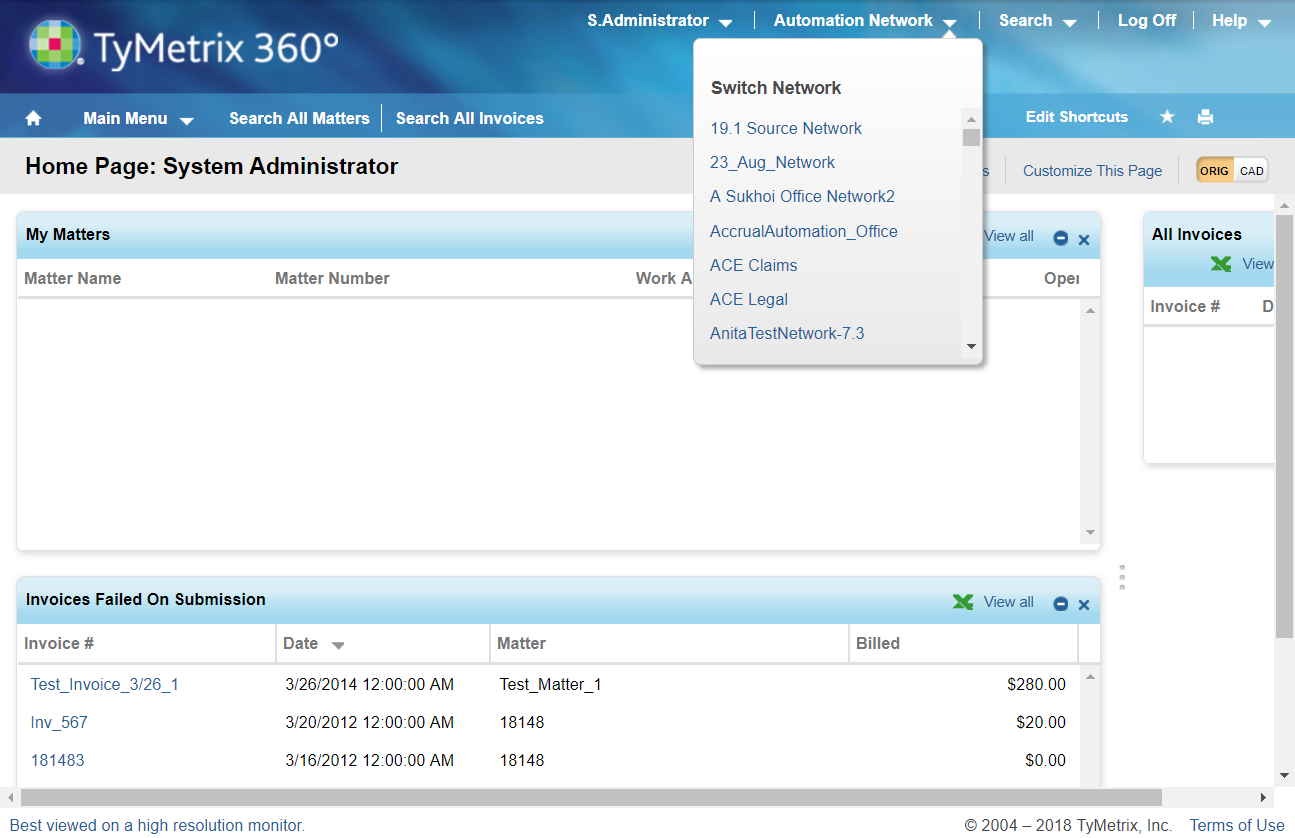 S.Administrator Automation Network Search Log Off Help
TyMetrix 360°
Switch Network
19.1 Source Network
23_Aug_Network
A Sukhoi Office Network2
AccrualAutomation_Office
ACE Claims
ACE Legal
AnitaTestNetwork-7.3
Main Menu Search All Matters Search All Invoices Edit Shortcuts
Home Page: System Administrator
Customize This Page ORIG CAD
My Matters View all
Matter Name Matter Number Work A Oper
All Invoices
View
Invoice # D
Invoices Failed On Submission View all
Invoice # Date Matter Billed
Test_Invoice_3/26_1 3/26/2014 12:00:00 AM Test_Matter_1 $280.00
Inv_567 3/20/2012 12:00:00 AM 18148 $20.00
181483 3/16/2012 12:00:00 AM 18148 $0.00
Best viewed on a high resolution monitor. © 2004 – 2018 TyMetrix, Inc. Terms of Use